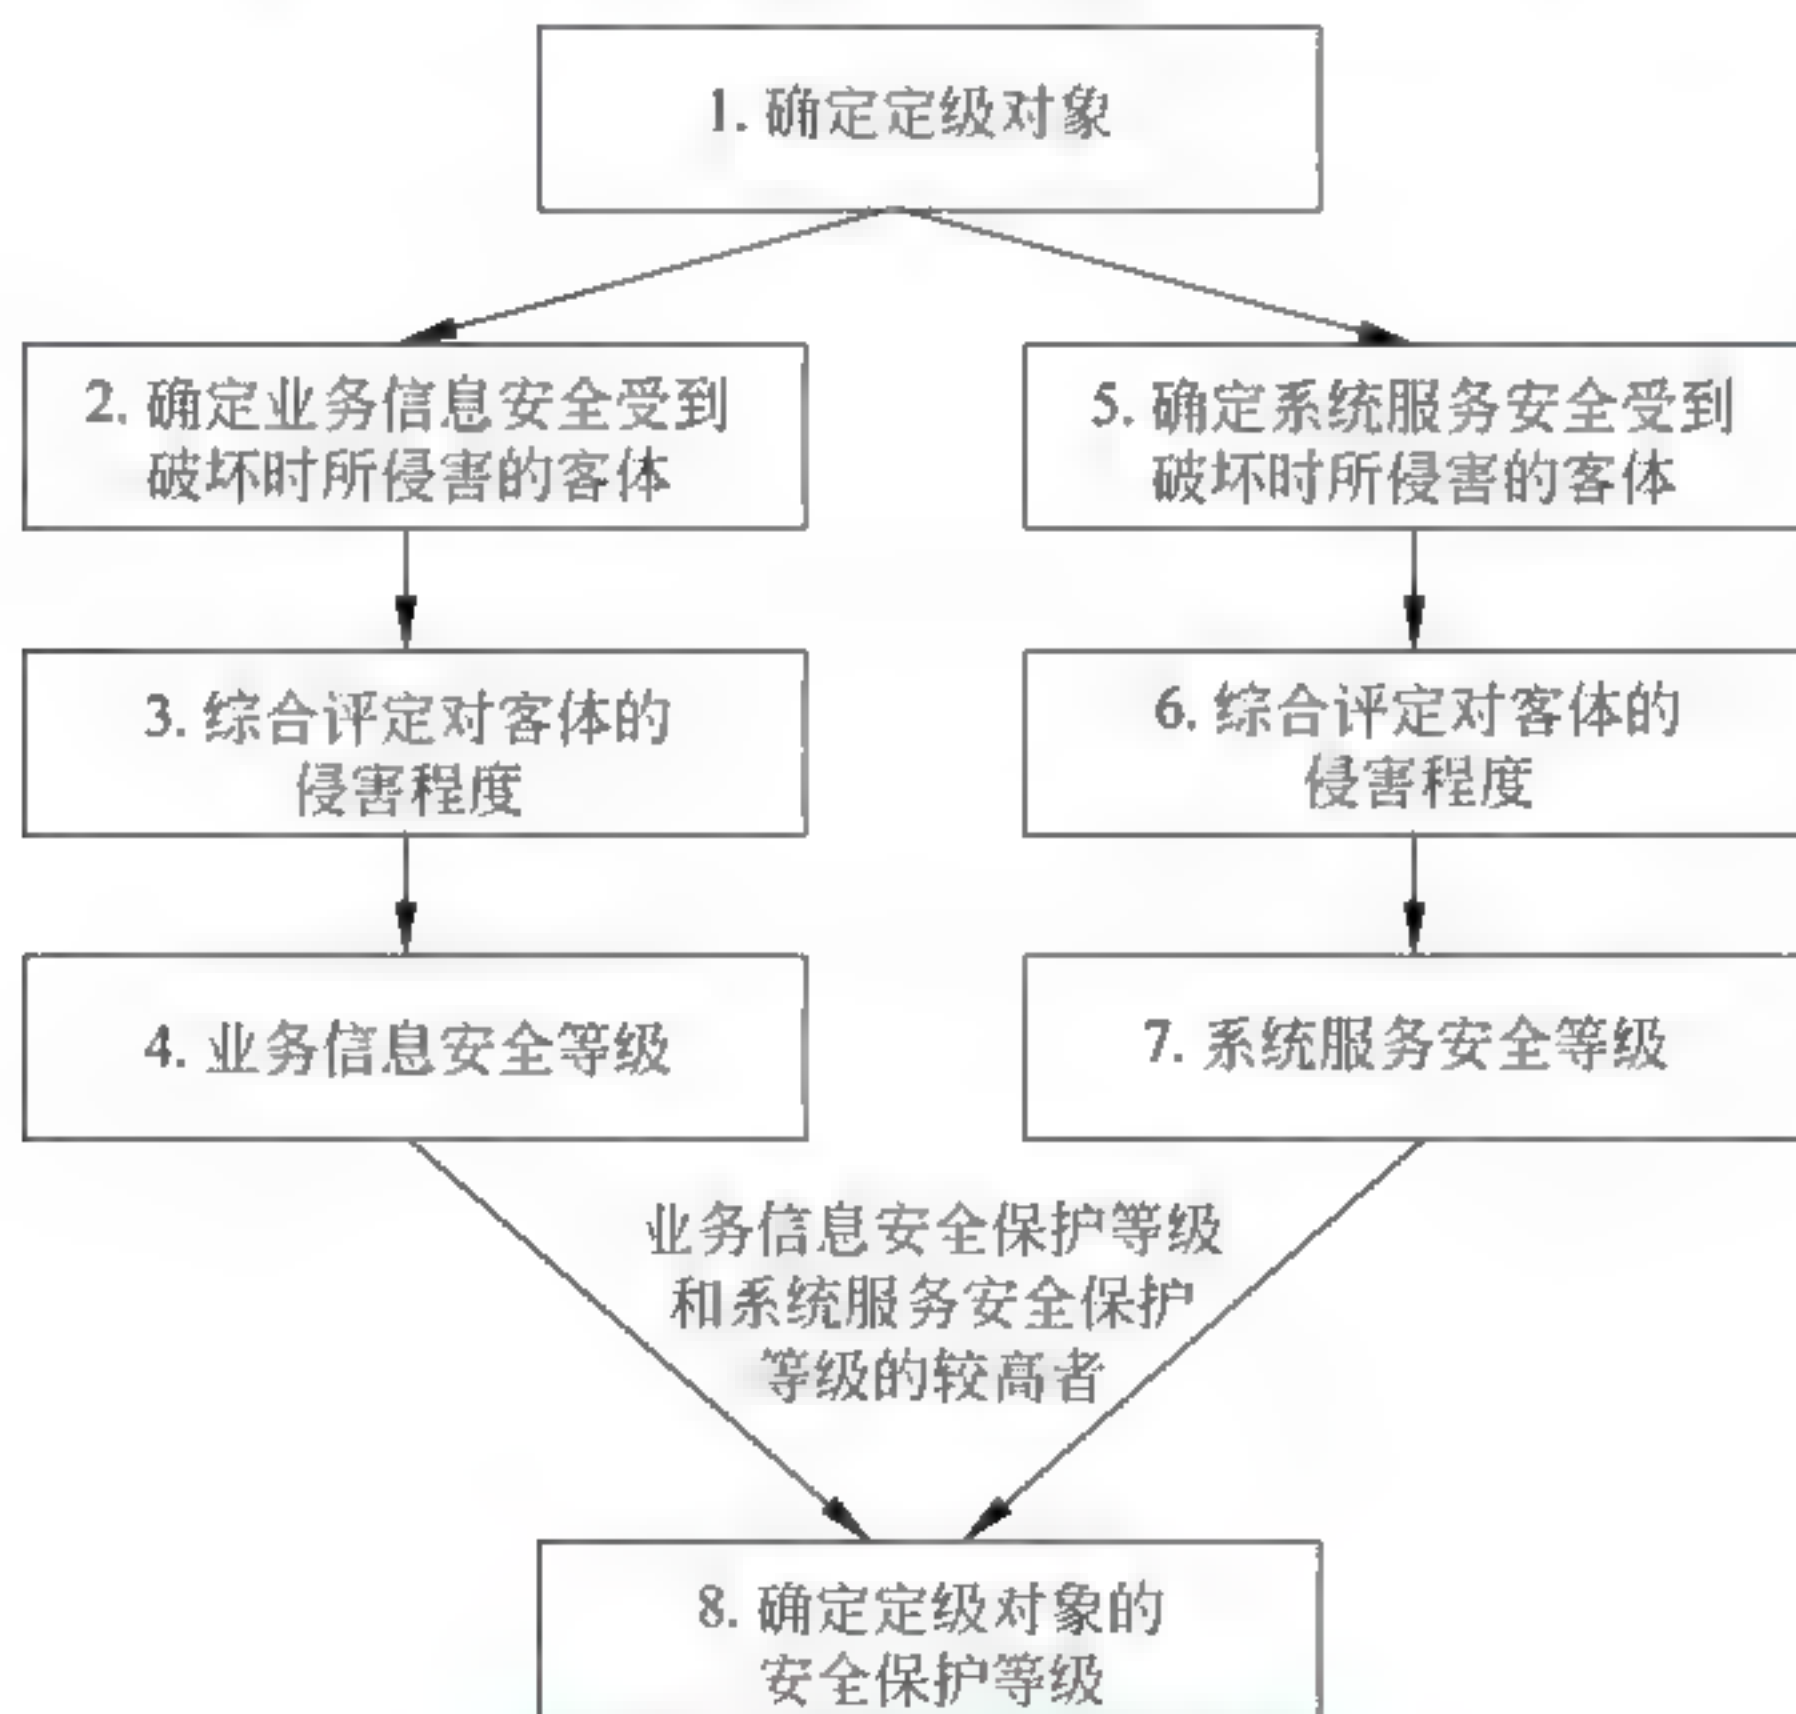 1. 确定定级对象
2. 确定业务信息安全受到
破坏时所侵害的客体
5. 确定系统服务安全受到
破坏时所侵害的客体
3. 综合评定对客体的
侵害程度
6. 综合评定对客体的
侵害程度
4. 业务信息安全等级
7. 系统服务安全等级
业务信息安全保护等级
和系统服务安全保护
等级的较高者
8. 确定定级对象的
安全保护等级